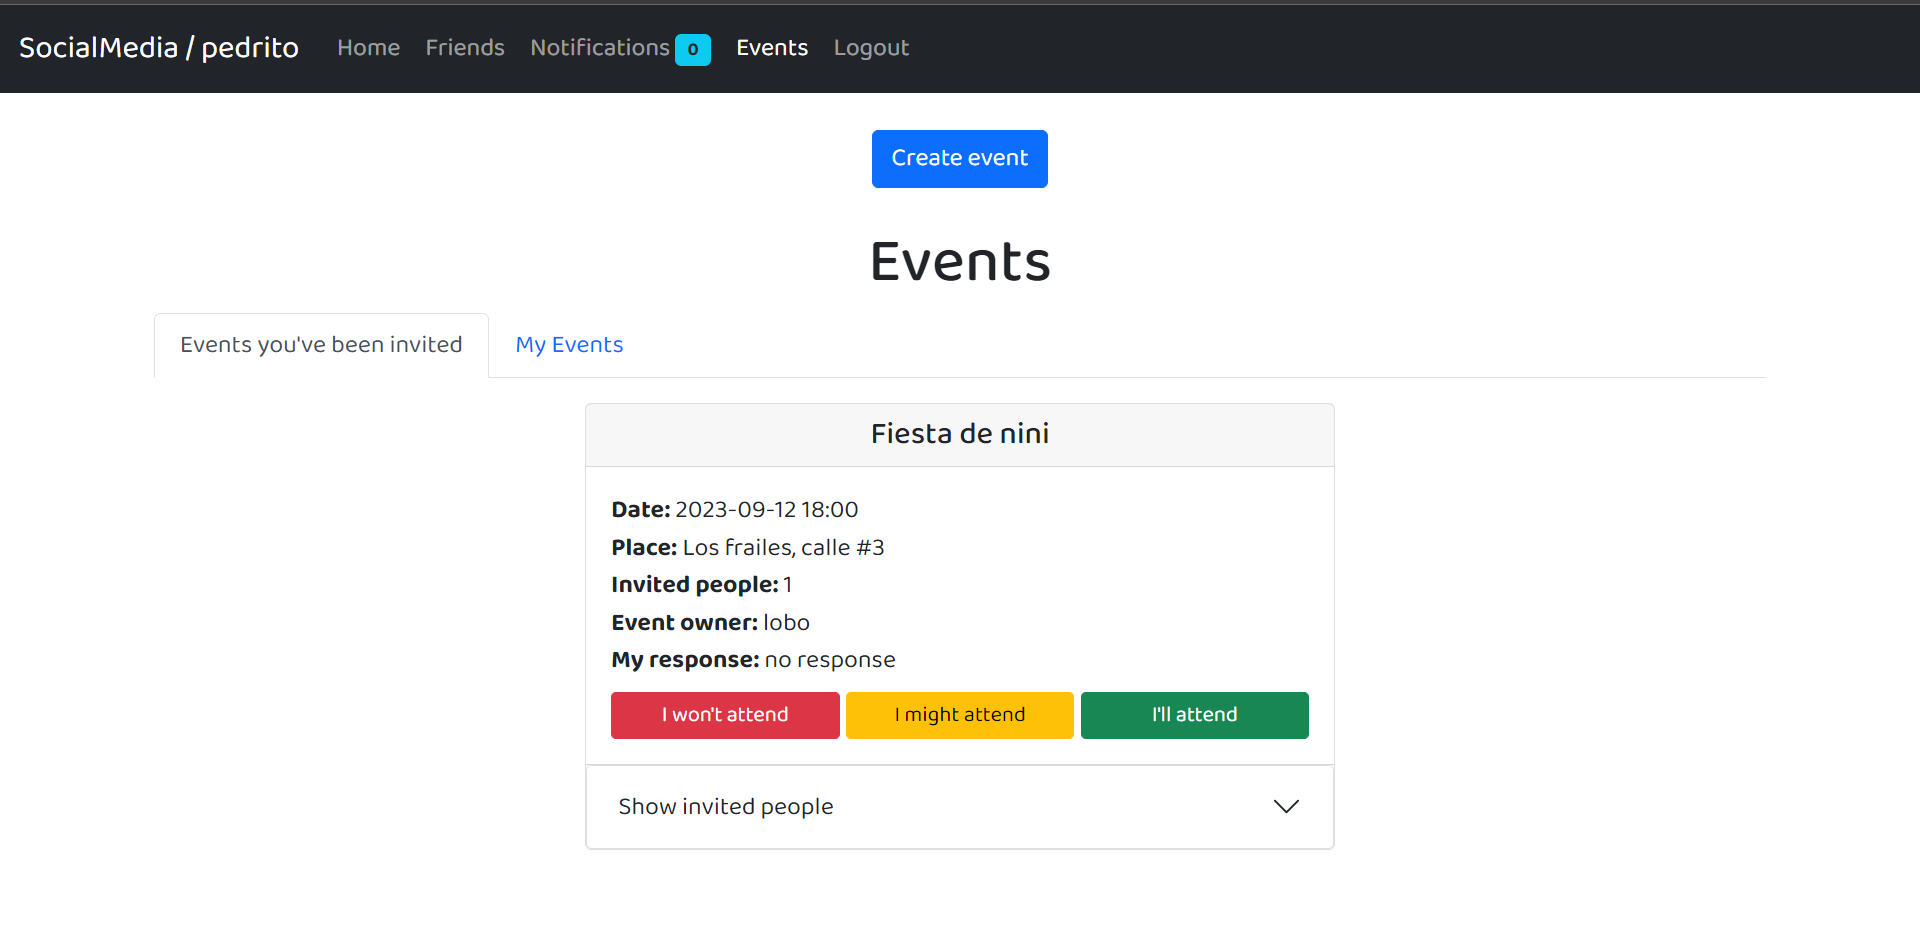 SocialMedia / pedrito Home Friends Notifications 0 Events Logout
Create event
Events
Events you've been invited My Events
Fiesta de nini
Date: 2023-09-12 18:00
Place: Los frailes, calle #3
Invited people: 1
Event owner: lobo
My response: no response
I won't attend I might attend I'll attend
Show invited people